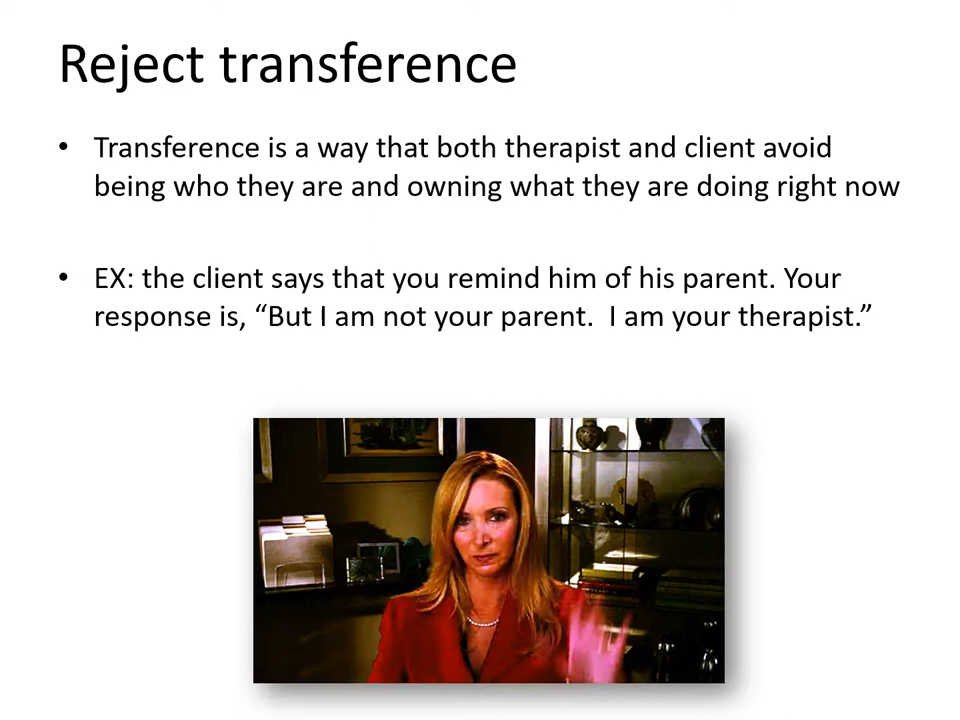 Reject transference
• Transference is a way that both therapist and client avoid
being who they are and owning what they are doing right now
• EX: the client says that you remind him of his parent. Your
response is, “But I am not your parent.  I am your therapist.”